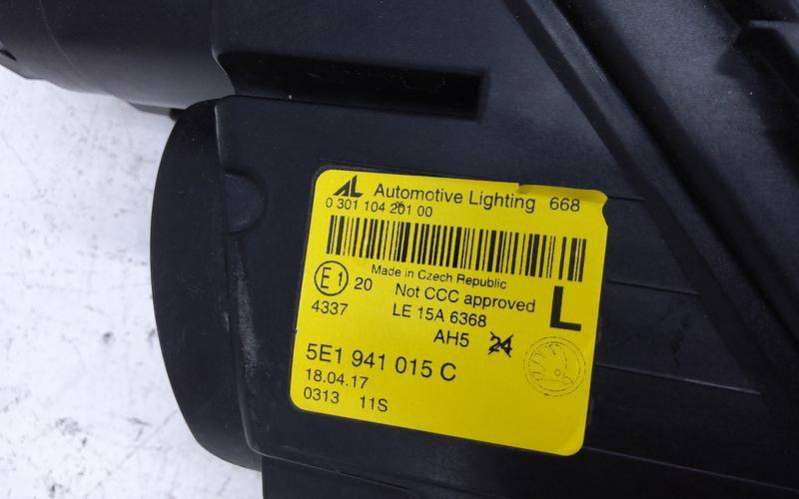 AL Automotive Lighting 668
0 301 104 201 00
Made in Czech Republic
E1 20 Not CCC approved L
4337 LE 15A 6368
AH5 24
5E1 941 015 C
18.04.17
0313 11S